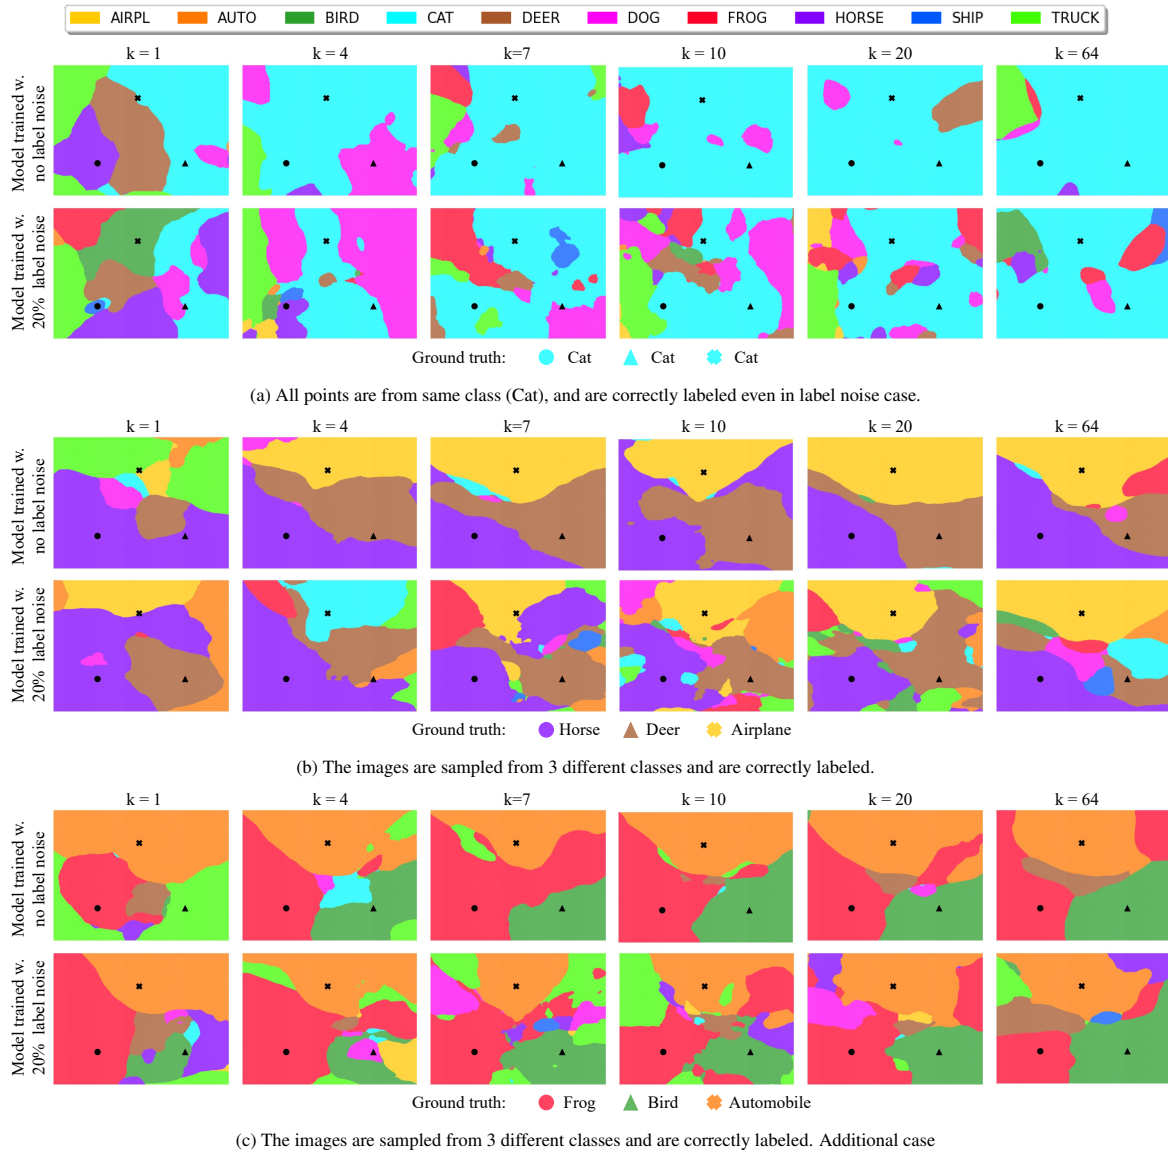 AIRPL AUTO BIRD CAT DEER DOG FROG HORSE SHIP TRUCK
k = 1 k = 4 k=7 k = 10 k = 20 k = 64
Model trained w.
no label noise
Model trained w.
20% label noise
Ground truth: Cat Cat Cat
(a) All points are from same class (Cat), and are correctly labeled even in label noise case.
k = 1 k = 4 k=7 k = 10 k = 20 k = 64
Model trained w.
no label noise
Model trained w.
20% label noise
Ground truth: Horse Deer Airplane
(b) The images are sampled from 3 different classes and are correctly labeled.
k = 1 k = 4 k=7 k = 10 k = 20 k = 64
Model trained w.
no label noise
Model trained w.
20% label noise
Ground truth: Frog Bird Automobile
(c) The images are sampled from 3 different classes and are correctly labeled. Additional case